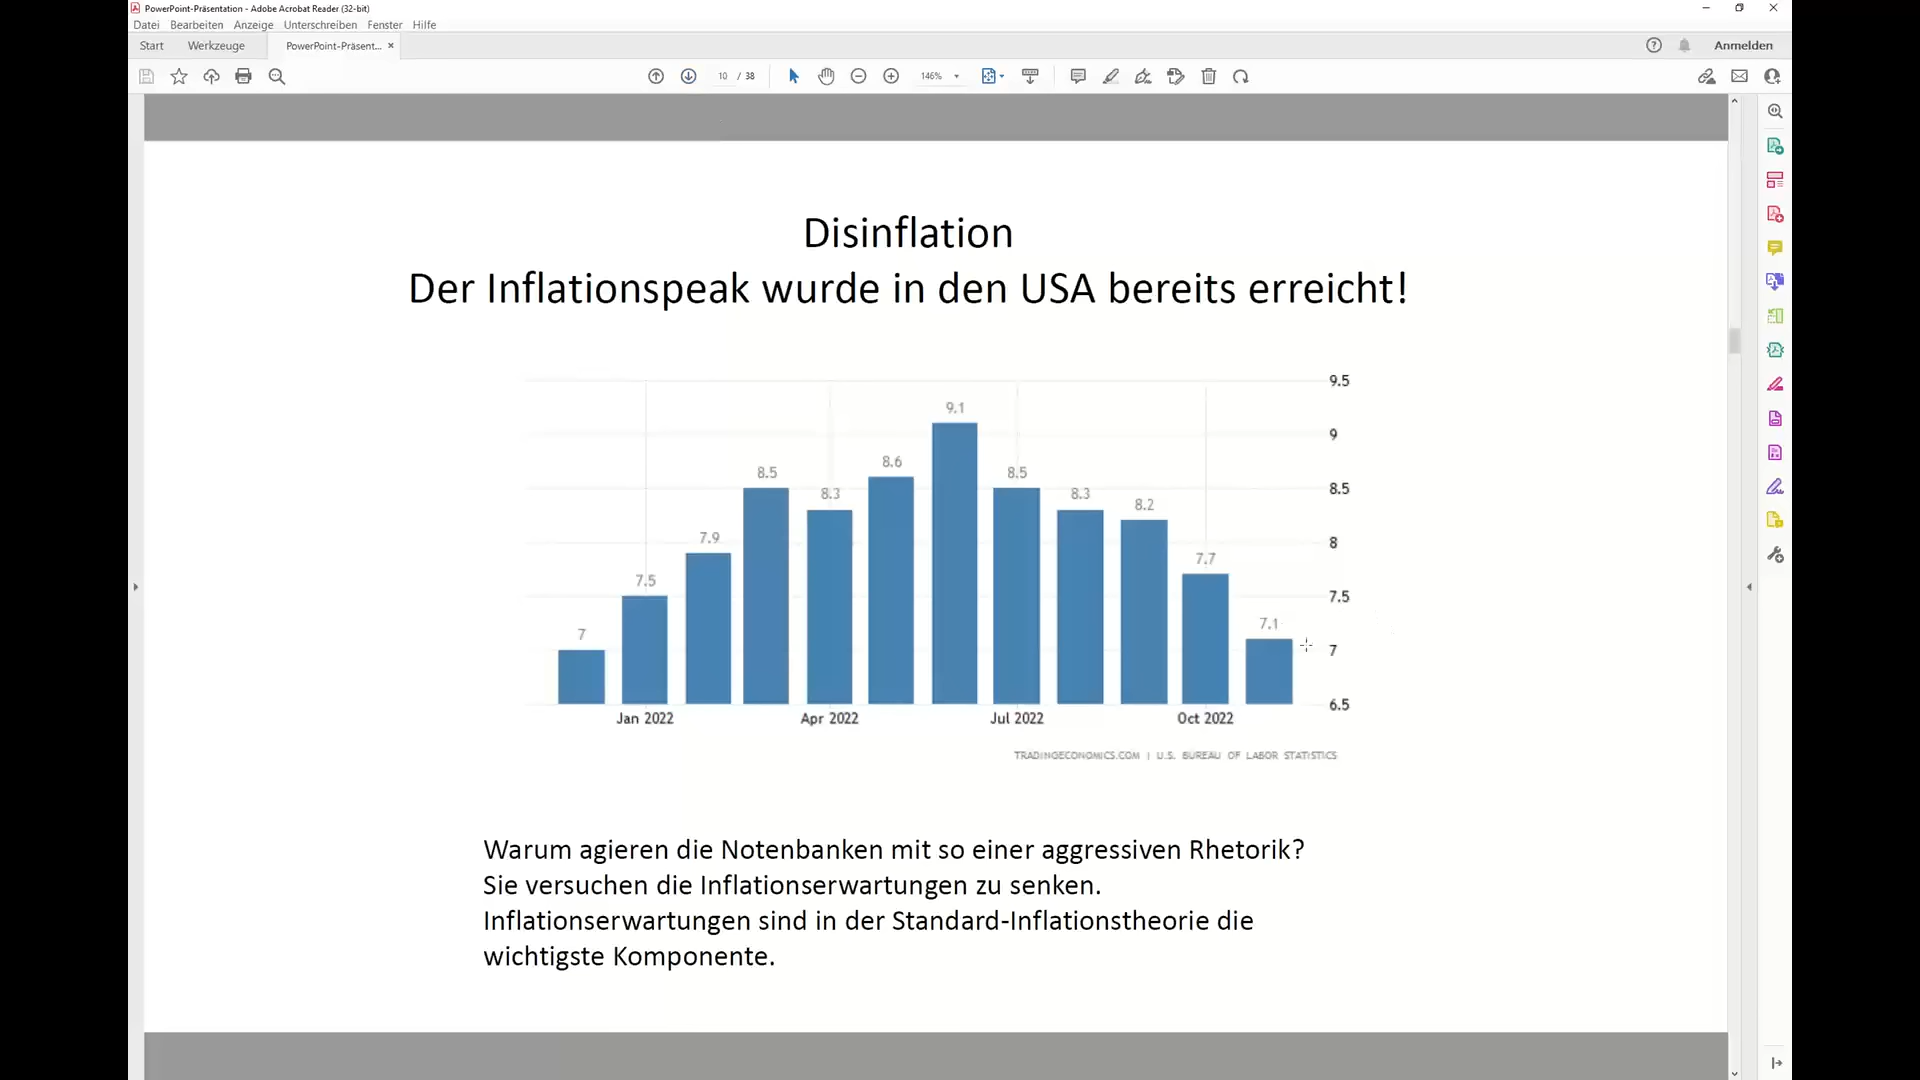 PowerPoint-Präsentation - Adobe Acrobat Reader (32-bit)
Datei Bearbeiten Anzeige Unterschreiben Fenster Hilfe
Start Werkzeuge PowerPoint-Präsent... × Anmelden
10 / 38 146%
Disinflation
Der Inflationspeak wurde in den USA bereits erreicht!
9.5
9.1
9
8.6
8.5 8.5 8.5
8.3 8.3
8.2
8
7.9
7.7
7.5 7.5
7.1
7 7
6.5
Jan 2022 Apr 2022 Jul 2022 Oct 2022
TRADINGECONOMICS.COM | U.S. BUREAU OF LABOR STATISTICS
Warum agieren die Notenbanken mit so einer aggressiven Rhetorik?
Sie versuchen die Inflationserwartungen zu senken.
Inflationserwartungen sind in der Standard-Inflationstheorie die
wichtigste Komponente.